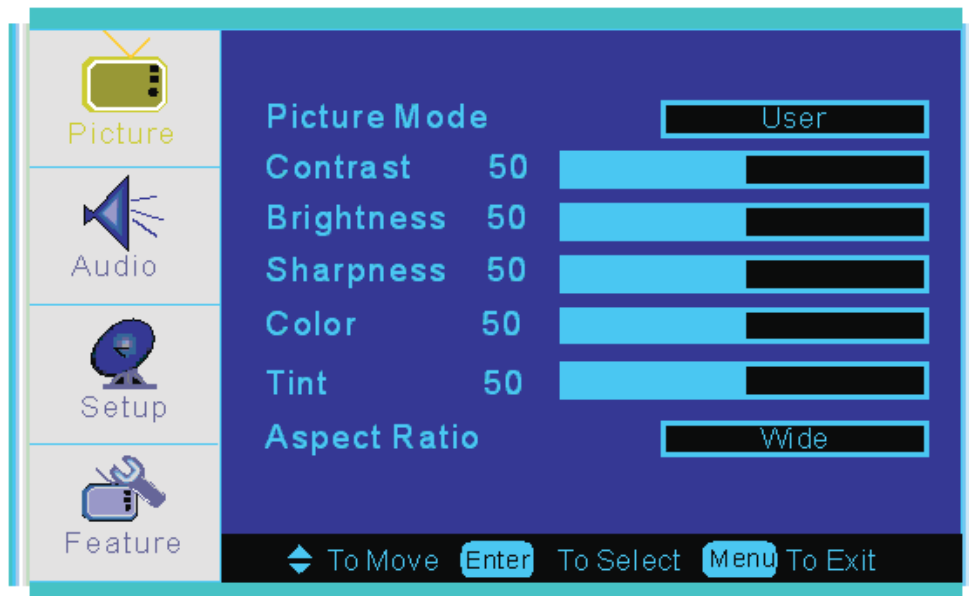 Picture
Audio
Setup
Feature
Picture Mode User
Contrast 50
Brightness 50
Sharpness 50
Color 50
Tint 50
Aspect Ratio Wide
To Move Enter To Select Menu To Exit